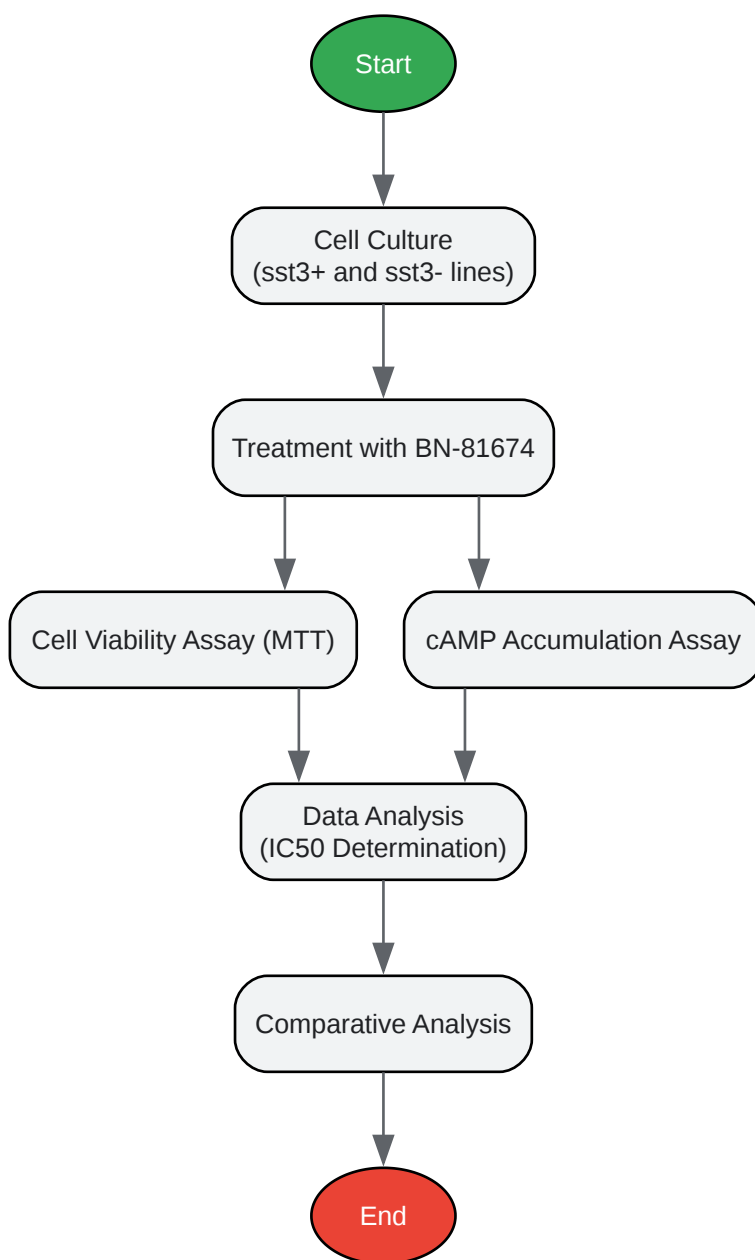 Start
Cell Culture
(sst3+ and sst3- lines)
Treatment with BN-81674
Cell Viability Assay (MTT)
cAMP Accumulation Assay
Data Analysis
(IC50 Determination)
Comparative Analysis
End